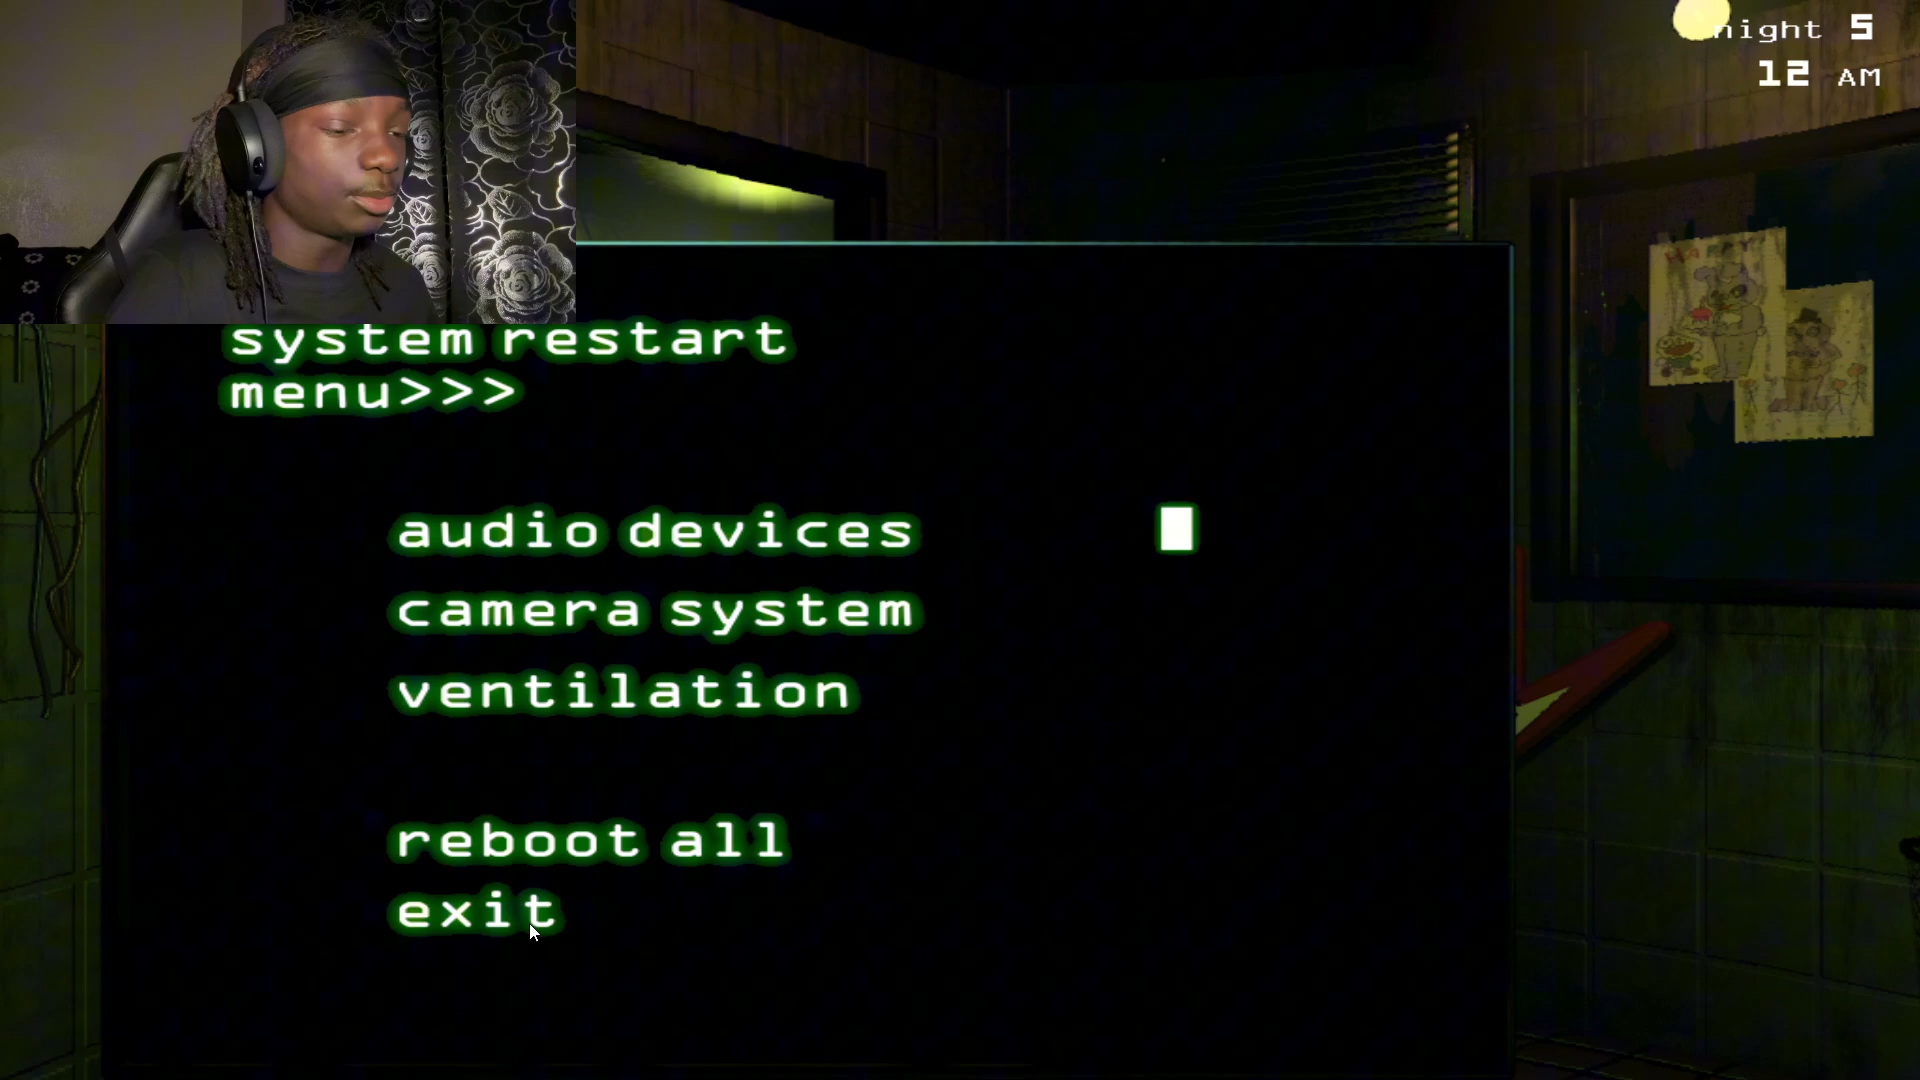 night 5
12 AM
system restart
menu>>>
audio devices
camera system
ventilation
reboot all
exit